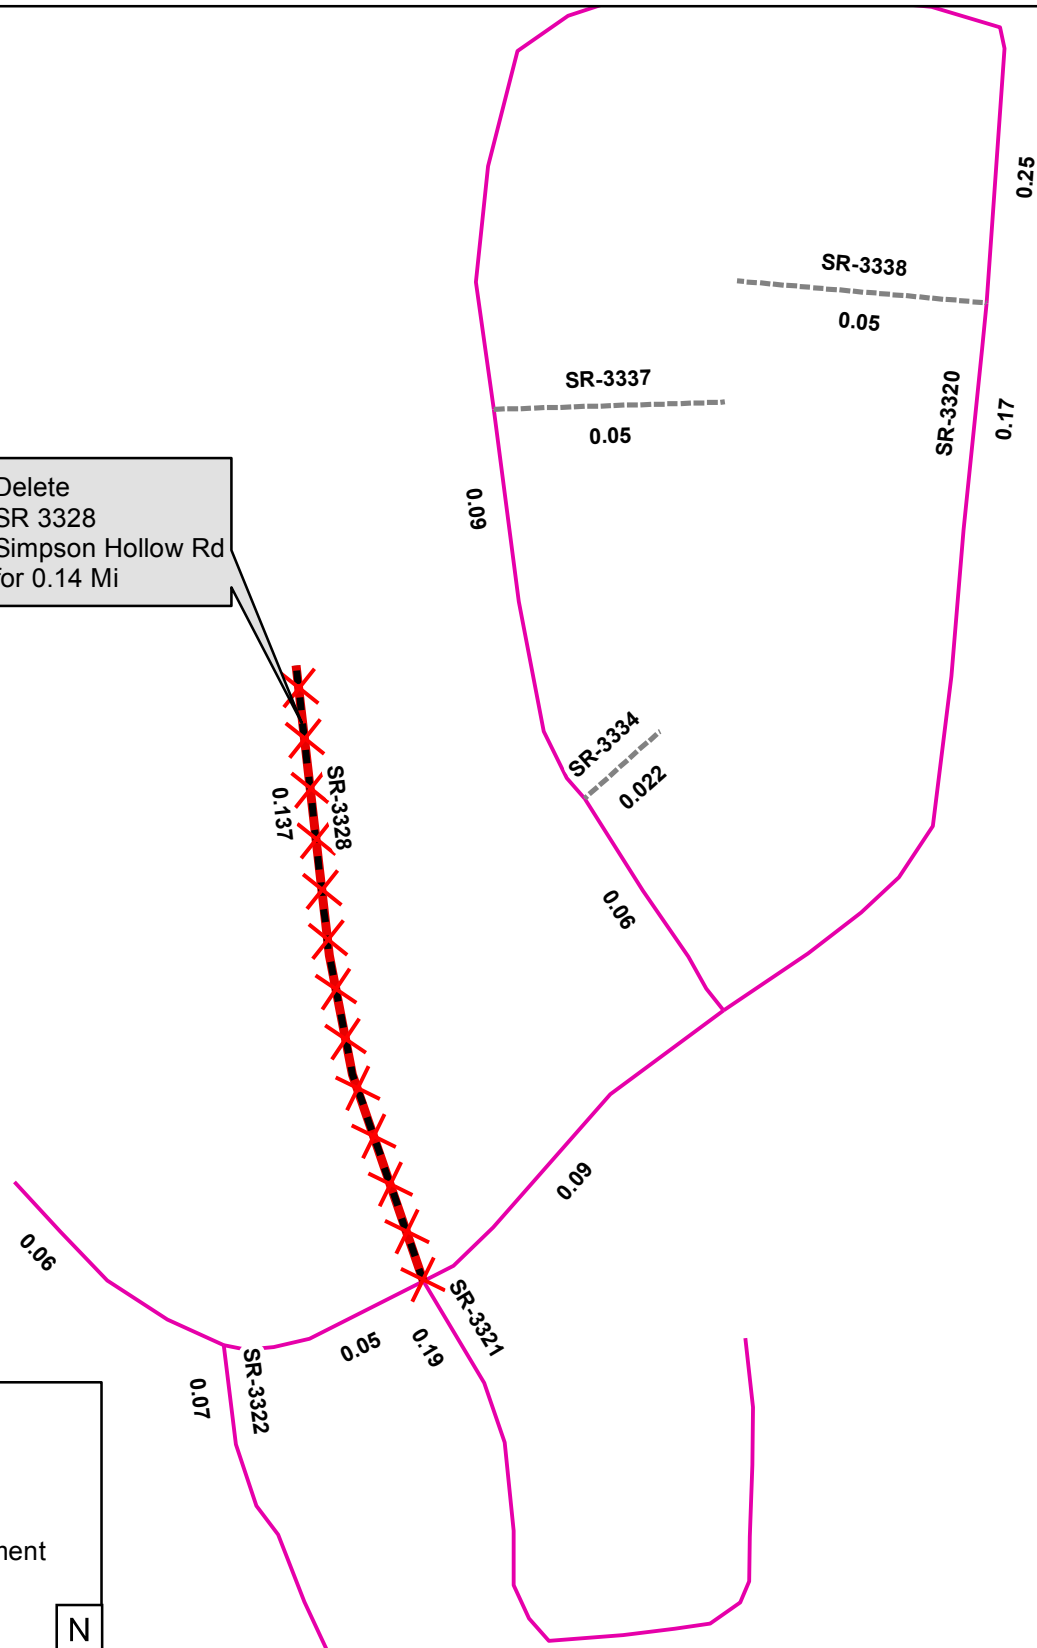 0.25
SR-3338
0.05
SR-3337
0.05
SR-3320
0.17
0.09
Delete
SR 3328
Simpson Hollow Rd
for 0.14 Mi
SR-3334
0.022
SR-3328
0.137
0.06
0.09
0.06
SR-3321
0.05
0.19
SR-3322
0.07
N